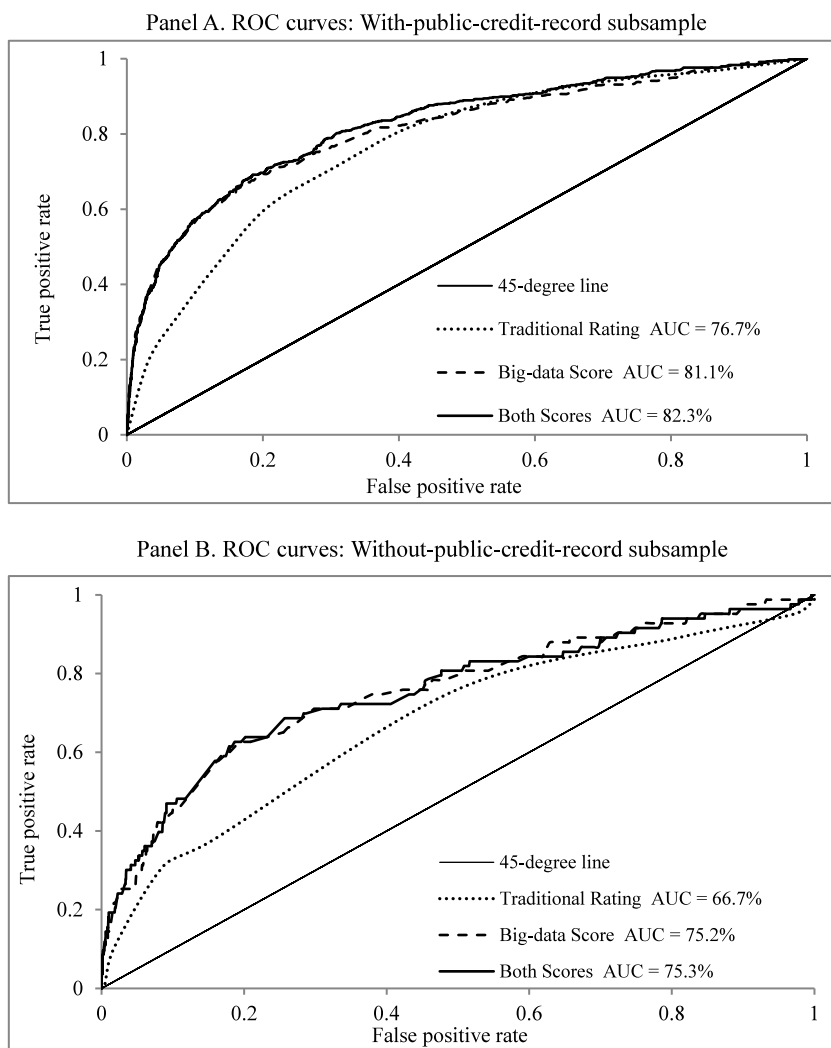 Panel A. ROC curves: With-public-credit-record subsample
1
0.8
0.6
0.4
0.2
0
True positive rate
45-degree line
Traditional Rating AUC = 76.7%
Big-data Score AUC = 81.1%
Both Scores AUC = 82.3%
0 0.2 0.4 0.6 0.8 1
False positive rate
Panel B. ROC curves: Without-public-credit-record subsample
1
0.8
0.6
0.4
0.2
0
True positive rate
45-degree line
Traditional Rating AUC = 66.7%
Big-data Score AUC = 75.2%
Both Scores AUC = 75.3%
0 0.2 0.4 0.6 0.8 1
False positive rate